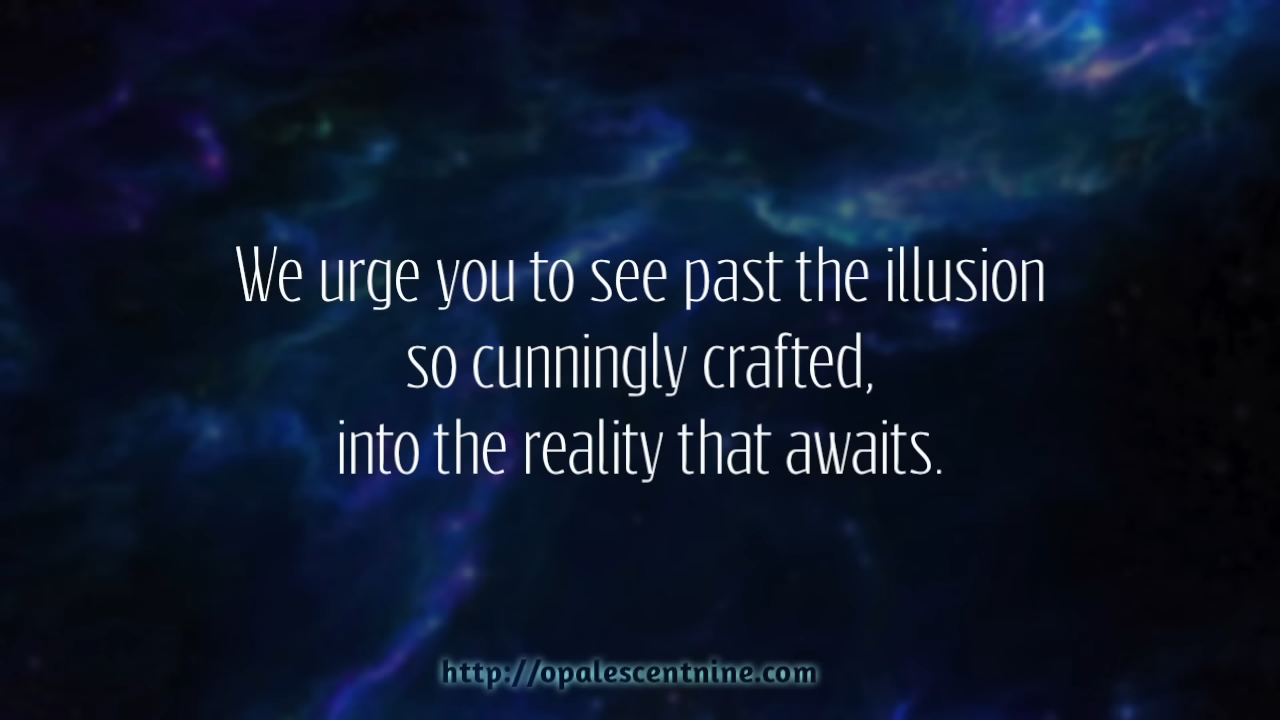 We urge you to see past the illusion
so cunningly crafted,
into the reality that awaits.
http://opalescentnine.com